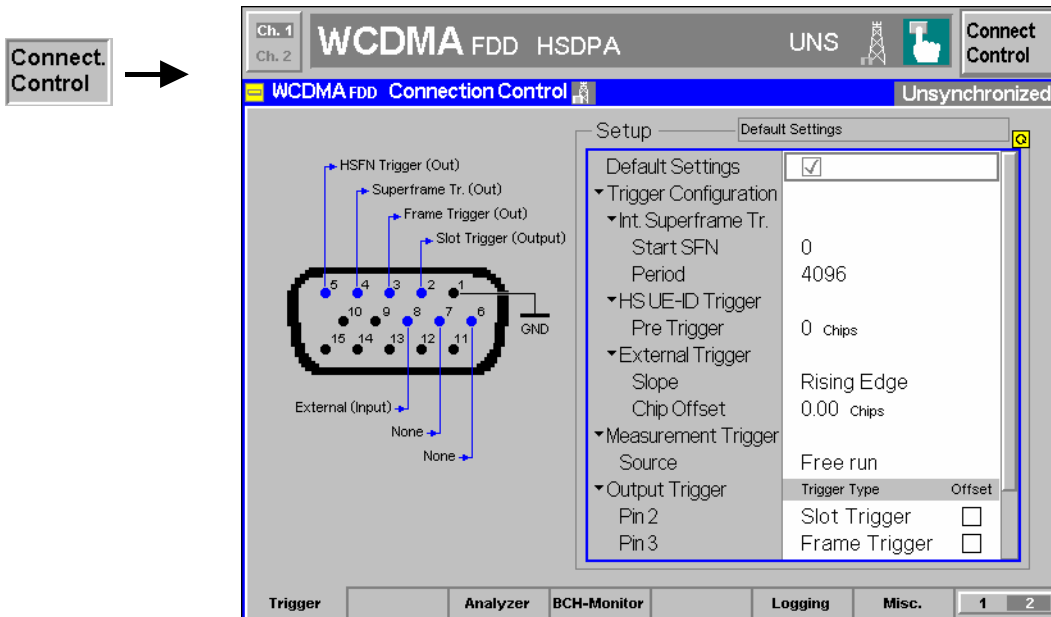 Connect.
Control
Ch. 1
Ch. 2
WCDMA FDD HSDPA
UNS
Connect
Control
WCDMA FDD Connection Control
Unsynchronized
Setup
Default Settings
HSFN Trigger (Out)
Superframe Tr. (Out)
Frame Trigger (Out)
Slot Trigger (Output)
5 4 3 2 1
10 9 8 7 6
15 14 13 12 11
GND
External (Input)
None
None
Default Settings
Trigger Configuration
Int. Superframe Tr.
Start SFN 0
Period 4096
HS UE-ID Trigger
Pre Trigger 0 Chips
External Trigger
Slope Rising Edge
Chip Offset 0.00 Chips
Measurement Trigger
Source Free run
Output Trigger Trigger Type Offset
Pin 2 Slot Trigger
Pin 3 Frame Trigger
Trigger Analyzer BCH-Monitor Logging Misc. 1 2